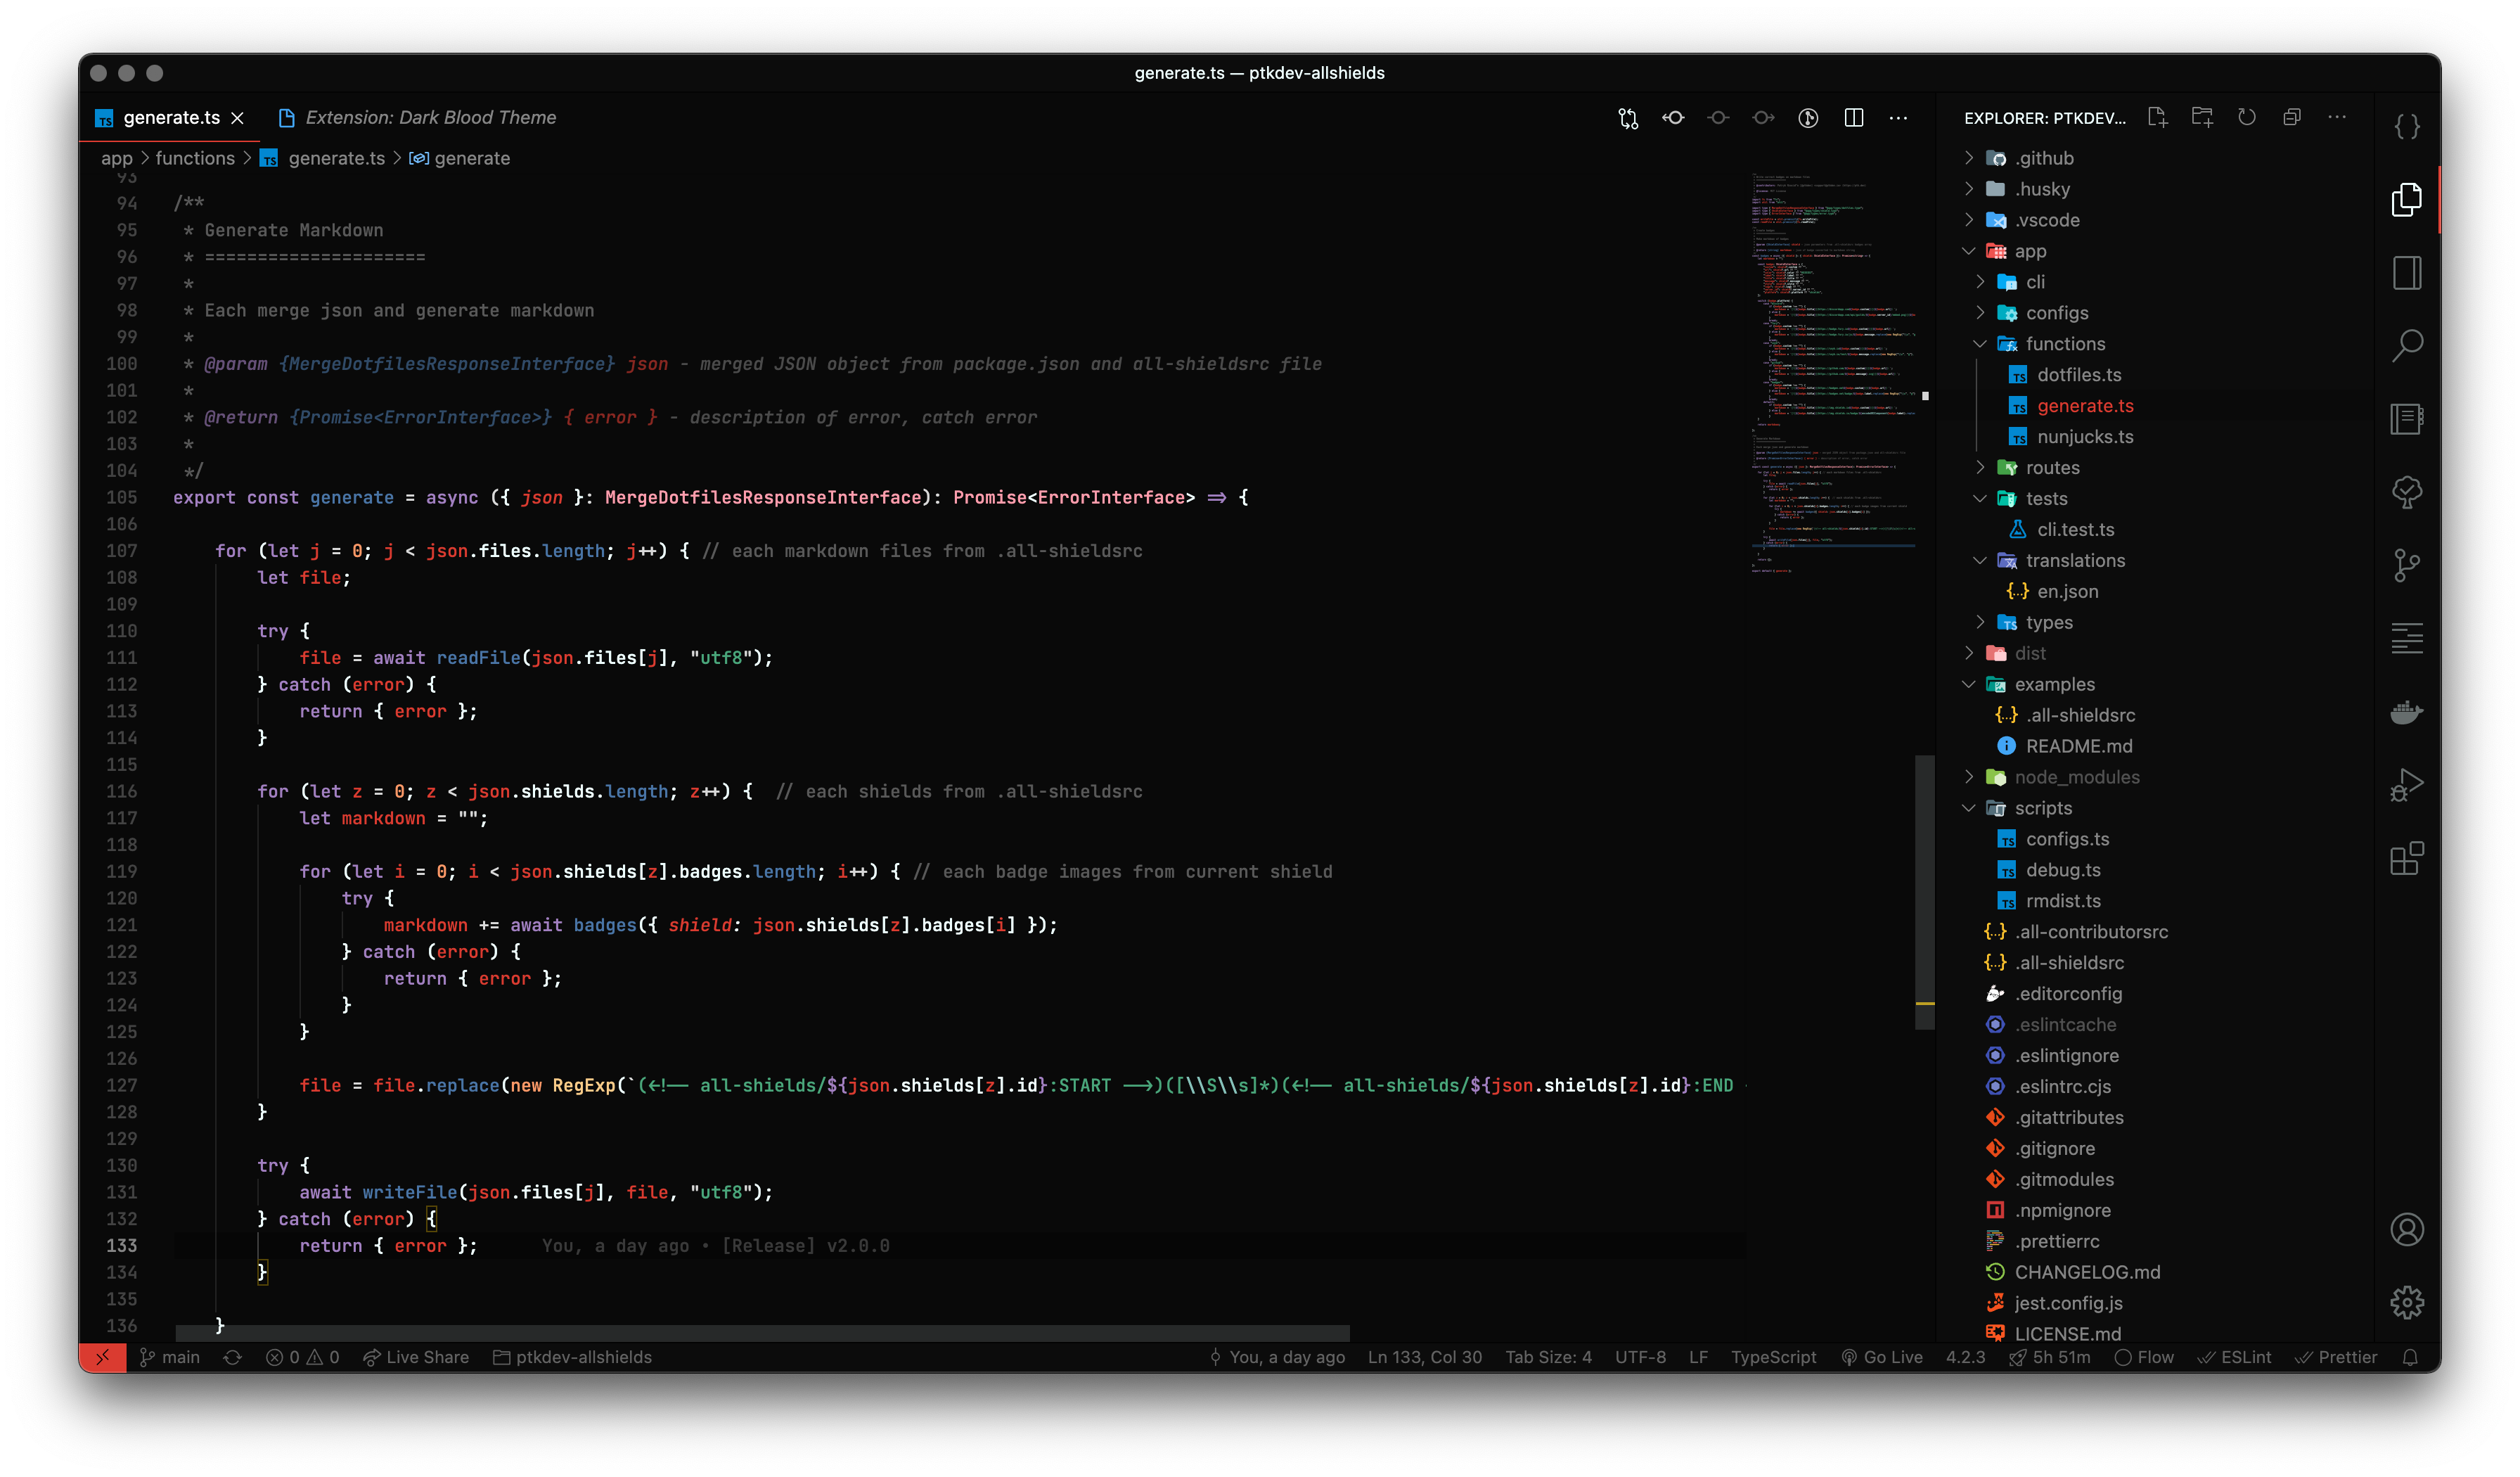 generate.ts — ptkdev-allshields
generate.ts
Extension: Dark Blood Theme
app > functions > TS generate.ts > generate
93
94 /**
95  * Generate Markdown
96  * =====================
97  *
98  * Each merge json and generate markdown
99  *
100  * @param {MergeDotfilesResponseInterface} json - merged JSON object from package.json and all-shieldsrc file
101  *
102  * @return {Promise<ErrorInterface>} { error } - description of error, catch error
103  *
104  */
105 export const generate = async ({ json }: MergeDotfilesResponseInterface): Promise<ErrorInterface> => {
106
107     for (let j = 0; j < json.files.length; j++) { // each markdown files from .all-shieldsrc
108         let file;
109
110         try {
111             file = await readFile(json.files[j], "utf8");
112         } catch (error) {
113             return { error };
114         }
115
116         for (let z = 0; z < json.shields.length; z++) {  // each shields from .all-shieldsrc
117             let markdown = "";
118
119             for (let i = 0; i < json.shields[z].badges.length; i++) { // each badge images from current shield
120                 try {
121                     markdown += await badges({ shield: json.shields[z].badges[i] });
122                 } catch (error) {
123                     return { error };
124                 }
125             }
126
127             file = file.replace(new RegExp(`(<!-- all-shields/${json.shields[z].id}:START -->)([\\S\\s]*)(<!-- all-shields/${json.shields[z].id}:END
128         }
129
130         try {
131             await writeFile(json.files[j], file, "utf8");
132         } catch (error) {
133             return { error };      You, a day ago • [Release] v2.0.0
134         }
135
136     }
EXPLORER: PTKDEV...
.github
.husky
.vscode
app
cli
configs
functions
TS dotfiles.ts
TS generate.ts
TS nunjucks.ts
routes
tests
cli.test.ts
translations
{..} en.json
types
dist
examples
{..} .all-shieldsrc
README.md
node_modules
scripts
TS configs.ts
TS debug.ts
TS rmdist.ts
{..} .all-contributorsrc
{..} .all-shieldsrc
.editorconfig
.eslintcache
.eslintignore
.eslintrc.cjs
.gitattributes
.gitignore
.gitmodules
.npmignore
.prettierrc
CHANGELOG.md
jest.config.js
LICENSE.md
main 0 0 Live Share ptkdev-allshields You, a day ago Ln 133, Col 30 Tab Size: 4 UTF-8 LF TypeScript Go Live 4.2.3 5h 51m Flow ESLint Prettier